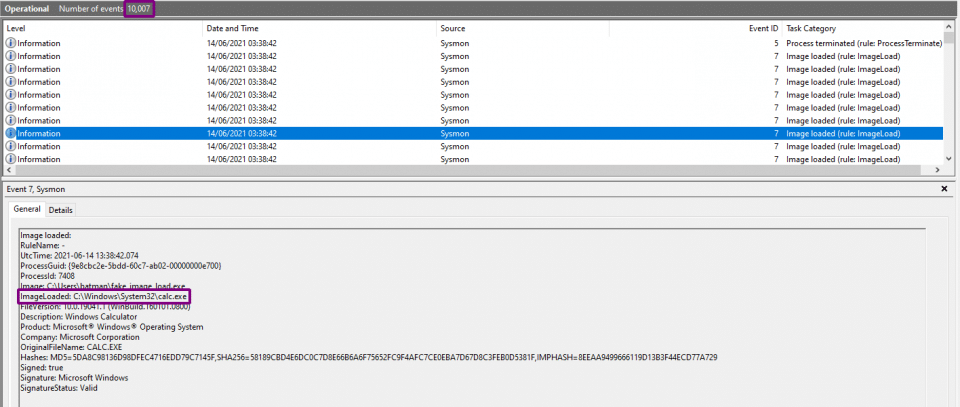 Operational Number of events 10,007
Level Date and Time Source Event ID Task Category
Information 14/06/2021 03:38:42 Sysmon 5 Process terminated (rule: ProcessTerminate)
Information 14/06/2021 03:38:42 Sysmon 7 Image loaded (rule: ImageLoad)
Information 14/06/2021 03:38:42 Sysmon 7 Image loaded (rule: ImageLoad)
Information 14/06/2021 03:38:42 Sysmon 7 Image loaded (rule: ImageLoad)
Information 14/06/2021 03:38:42 Sysmon 7 Image loaded (rule: ImageLoad)
Information 14/06/2021 03:38:42 Sysmon 7 Image loaded (rule: ImageLoad)
Information 14/06/2021 03:38:42 Sysmon 7 Image loaded (rule: ImageLoad)
Information 14/06/2021 03:38:42 Sysmon 7 Image loaded (rule: ImageLoad)
Information 14/06/2021 03:38:42 Sysmon 7 Image loaded (rule: ImageLoad)
Information 14/06/2021 03:38:42 Sysmon 7 Image loaded (rule: ImageLoad)
Event 7, Sysmon
General Details
Image loaded:
RuleName: -
UtcTime: 2021-06-14 13:38:42.074
ProcessGuid: {9e8cbc2e-5bdd-60c7-ab02-00000000e700}
ProcessId: 7408
Image: C:\Users\batman\fake_image_load.exe
ImageLoaded: C:\Windows\System32\calc.exe
FileVersion: 10.0.19041.1 (WinBuild.160101.0800)
Description: Windows Calculator
Product: Microsoft® Windows® Operating System
Company: Microsoft Corporation
OriginalFileName: CALC.EXE
Hashes: MD5=5DA8C98136D98DFEC4716EDD79C7145F,SHA256=58189CBD4E6DC0C7D8E66B6A6F75652FC9F4AFC7CE0EBA7D67D8C3FEB0D5381F,IMPHASH=8EEAA9499666119D13B3F44ECD77A729
Signed: true
Signature: Microsoft Windows
SignatureStatus: Valid